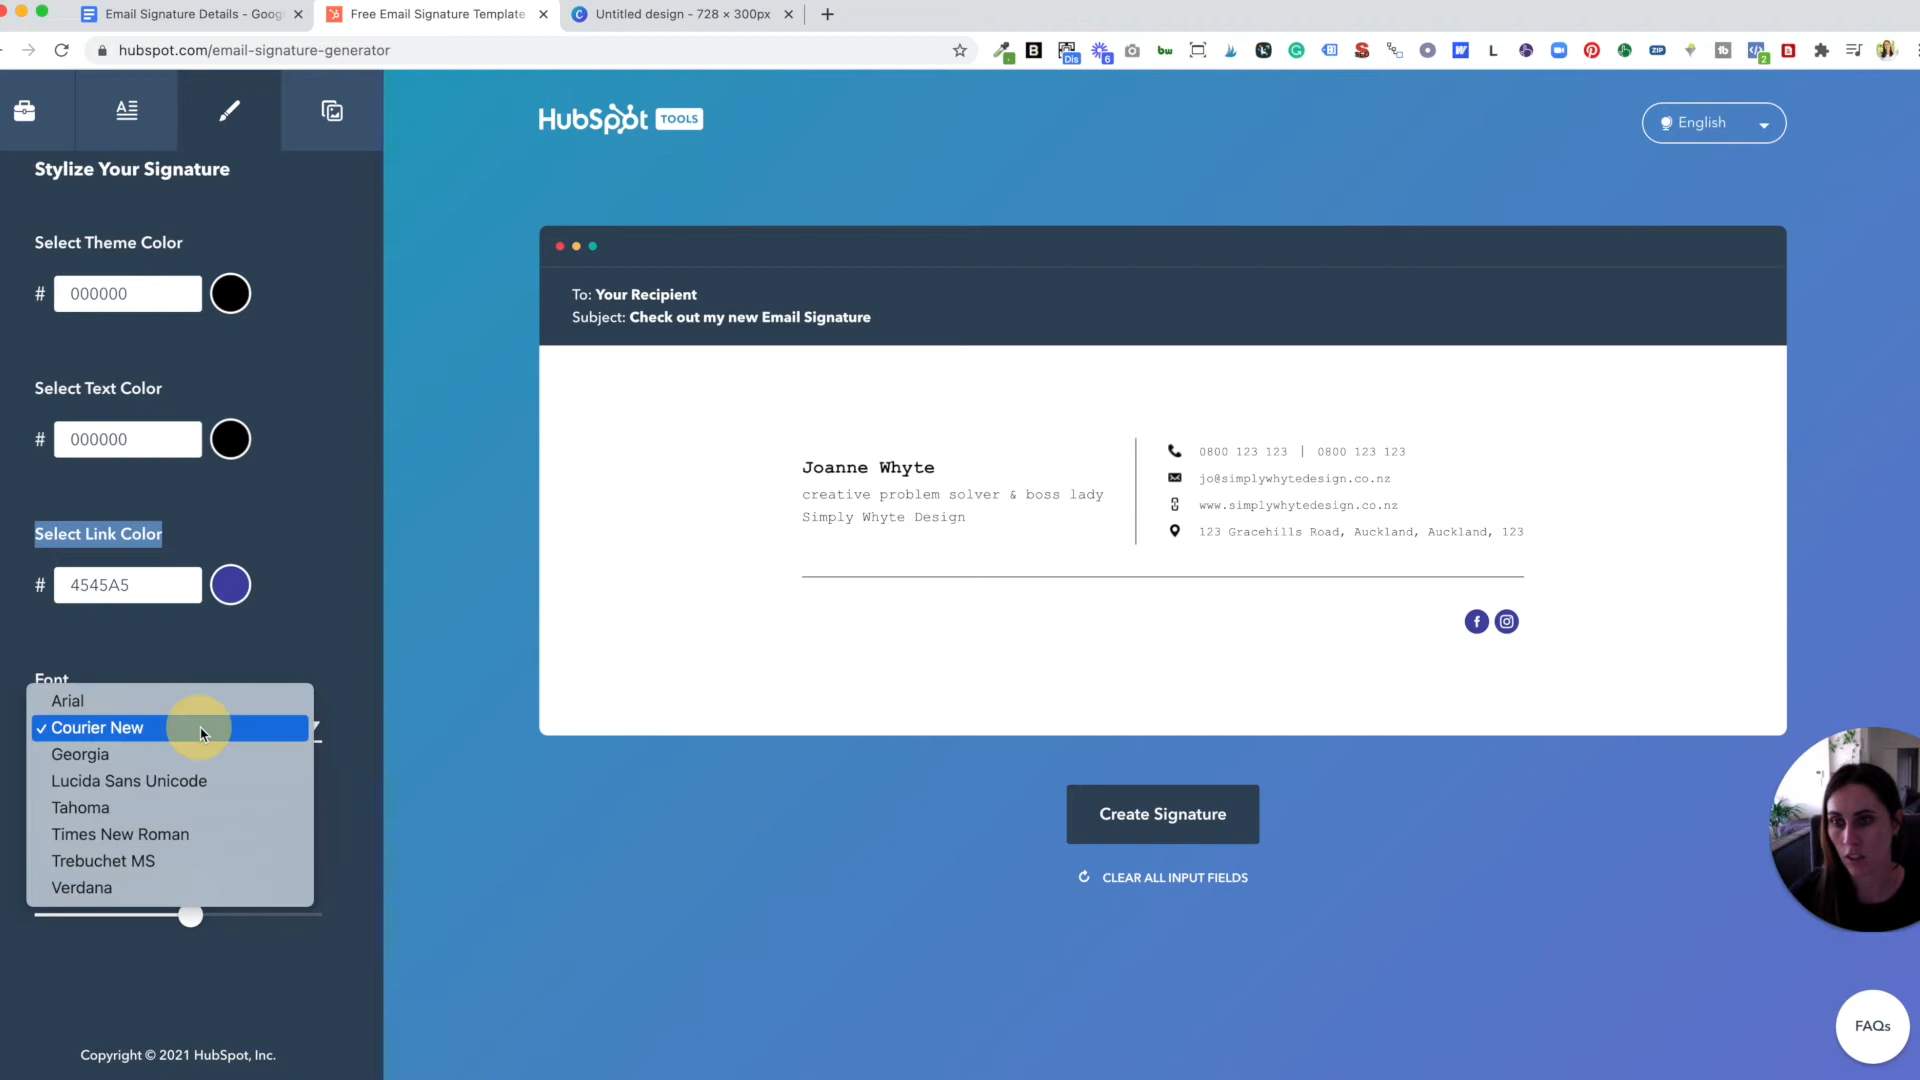 Email Signature Details - Goog
Free Email Signature Template
Untitled design - 728 × 300px
hubspot.com/email-signature-generator
Stylize Your Signature
Select Theme Color
# 000000
Select Text Color
# 000000
Select Link Color
# 4545A5
Font
Arial
✓ Courier New
Georgia
Lucida Sans Unicode
Tahoma
Times New Roman
Trebuchet MS
Verdana
Copyright © 2021 HubSpot, Inc.
HubSpot TOOLS
English
To: Your Recipient
Subject: Check out my new Email Signature
Joanne Whyte
creative problem solver & boss lady
Simply Whyte Design
0800 123 123 | 0800 123 123
jo@simplywhytedesign.co.nz
www.simplywhytedesign.co.nz
123 Gracehills Road, Auckland, Auckland, 123
Create Signature
CLEAR ALL INPUT FIELDS
FAQs